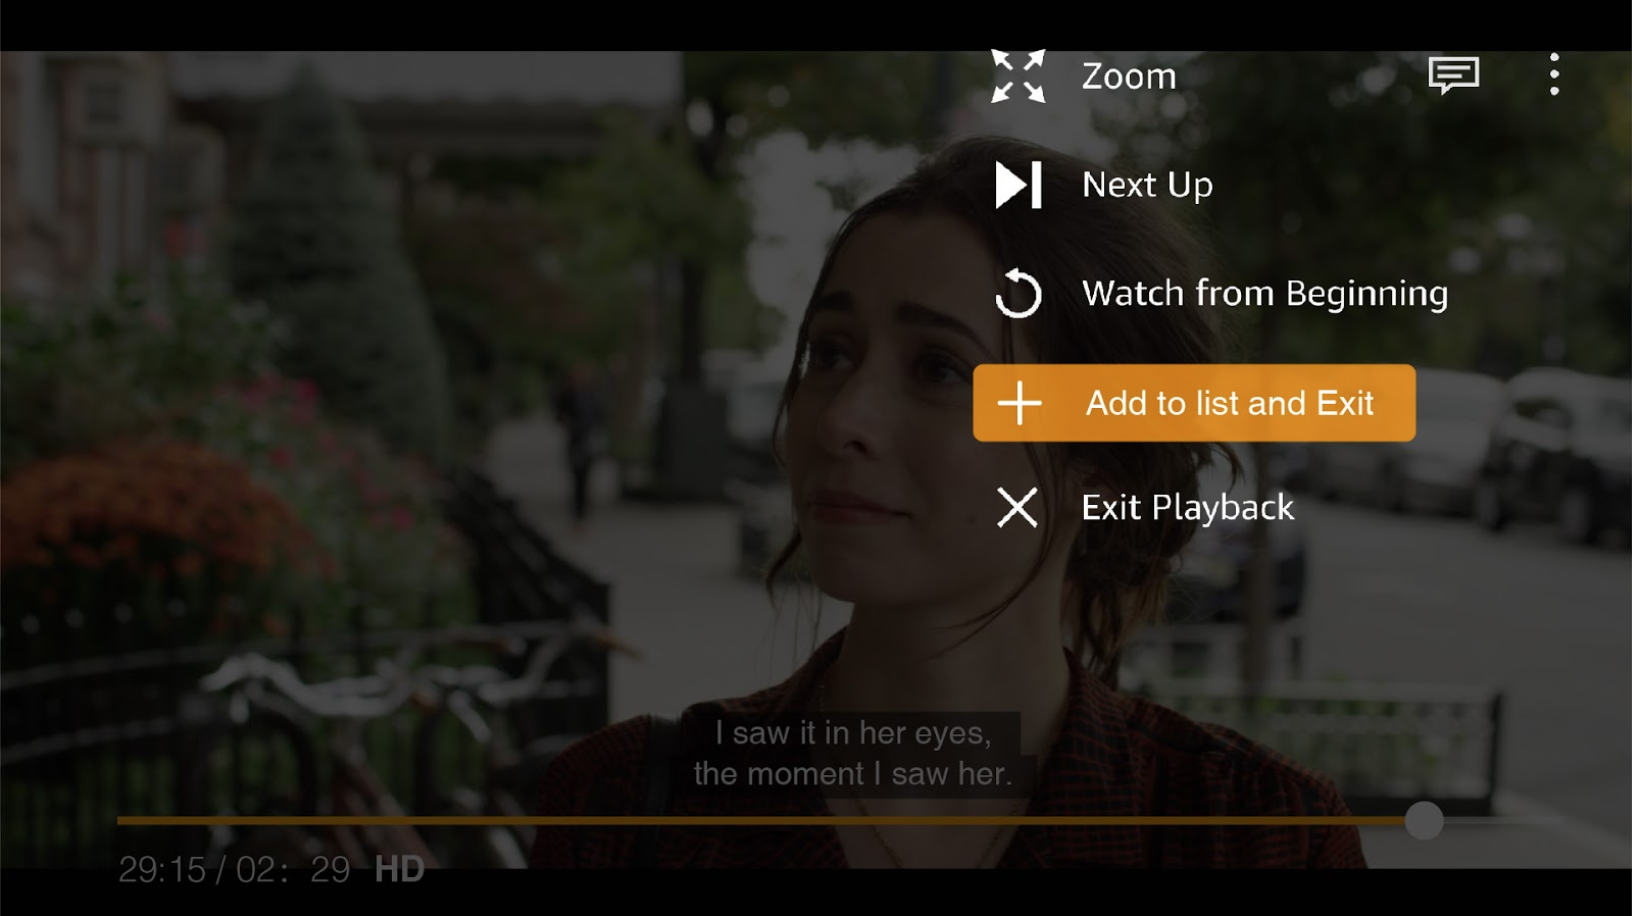 Zoom
Next Up
Watch from Beginning
Add to list and Exit
Exit Playback
I saw it in her eyes,
the moment I saw her.
29:15 / 02: 29 HD